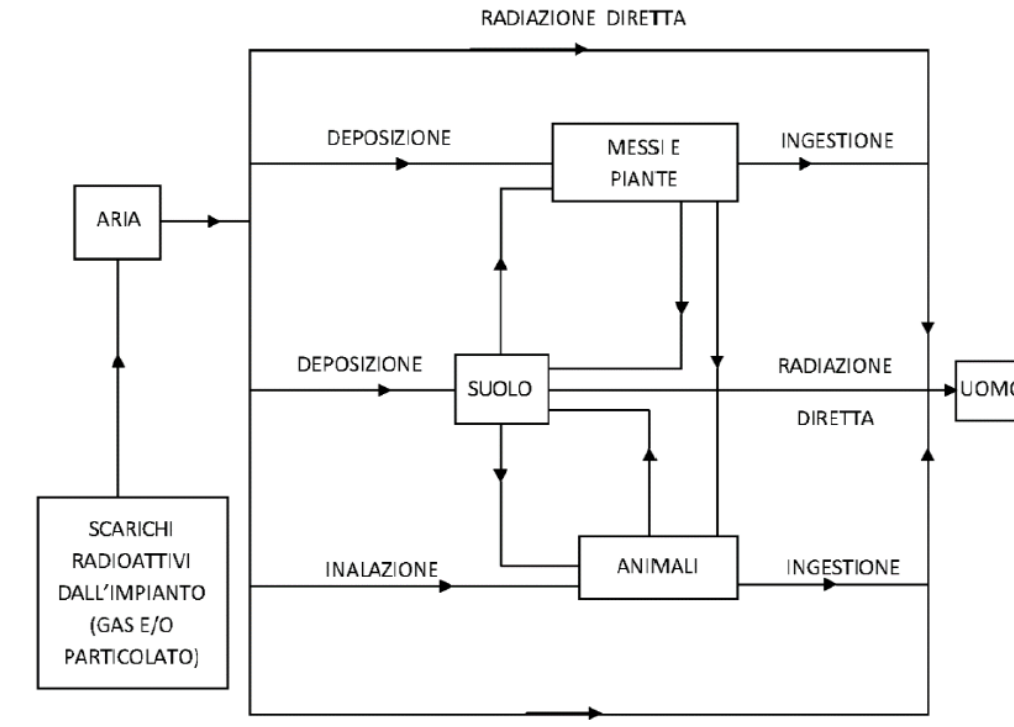 RADIAZIONE DIRETTA
DEPOSIZIONE
MESSI E
PIANTE
INGESTIONE
ARIA
DEPOSIZIONE
SUOLO
RADIAZIONE
DIRETTA
UOMO
SCARICHI
RADIOATTIVI
DALL'IMPIANTO
(GAS E/O
PARTICOLATO)
INALAZIONE
ANIMALI
INGESTIONE